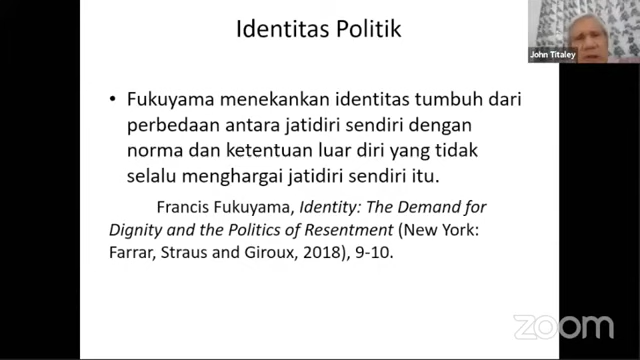 Identitas Politik
John Titaley
• Fukuyama menekankan identitas tumbuh dari
perbedaan antara jatidiri sendiri dengan
norma dan ketentuan luar diri yang tidak
selalu menghargai jatidiri sendiri itu.
Francis Fukuyama, Identity: The Demand for
Dignity and the Politics of Resentment (New York:
Farrar, Straus and Giroux, 2018), 9-10.
zoom